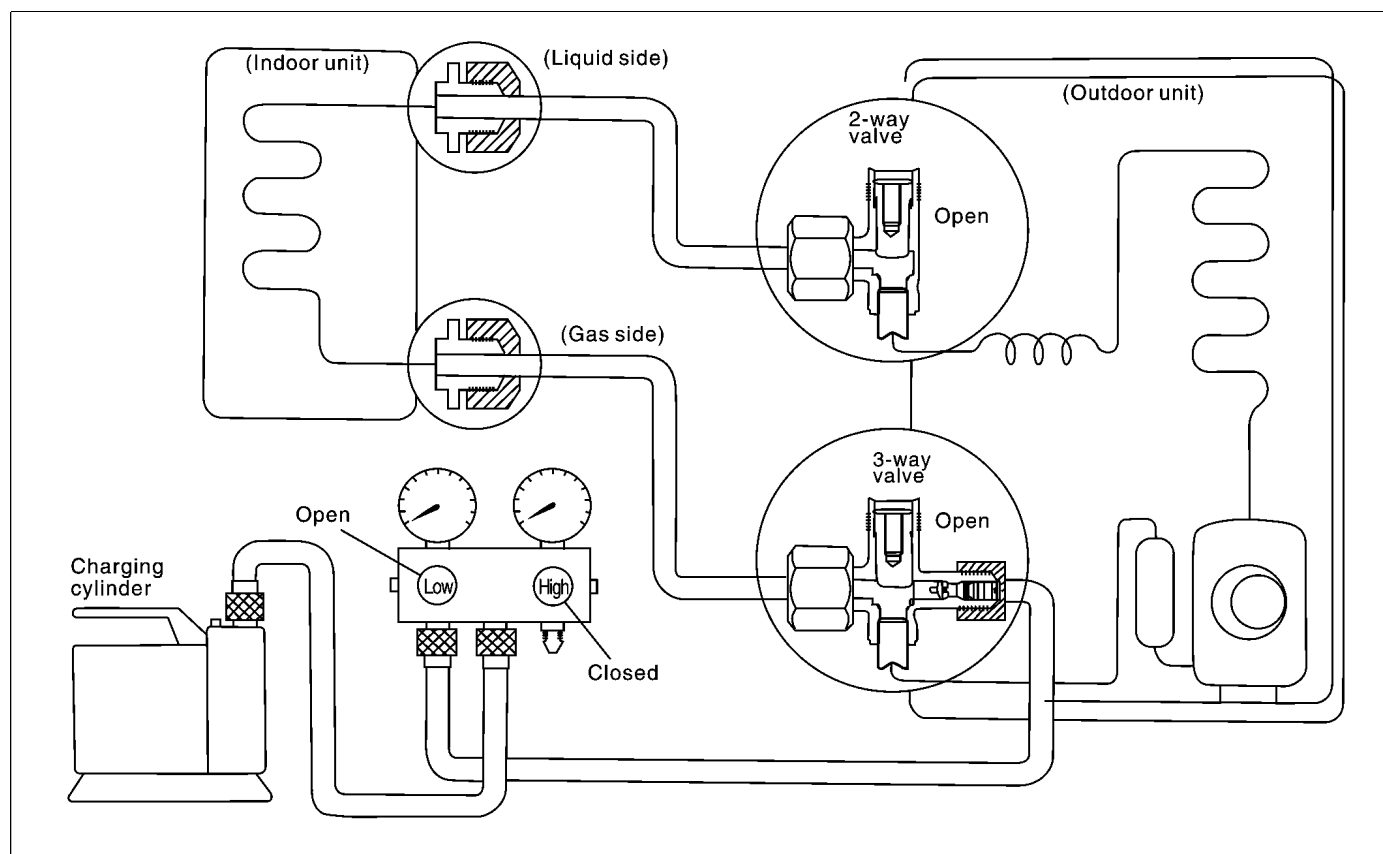 (Indoor unit)
(Liquid side)
(Outdoor unit)
2-way
valve
Open
(Gas side)
3-way
valve
Open
Open
Charging
cylinder
Low
High
Closed